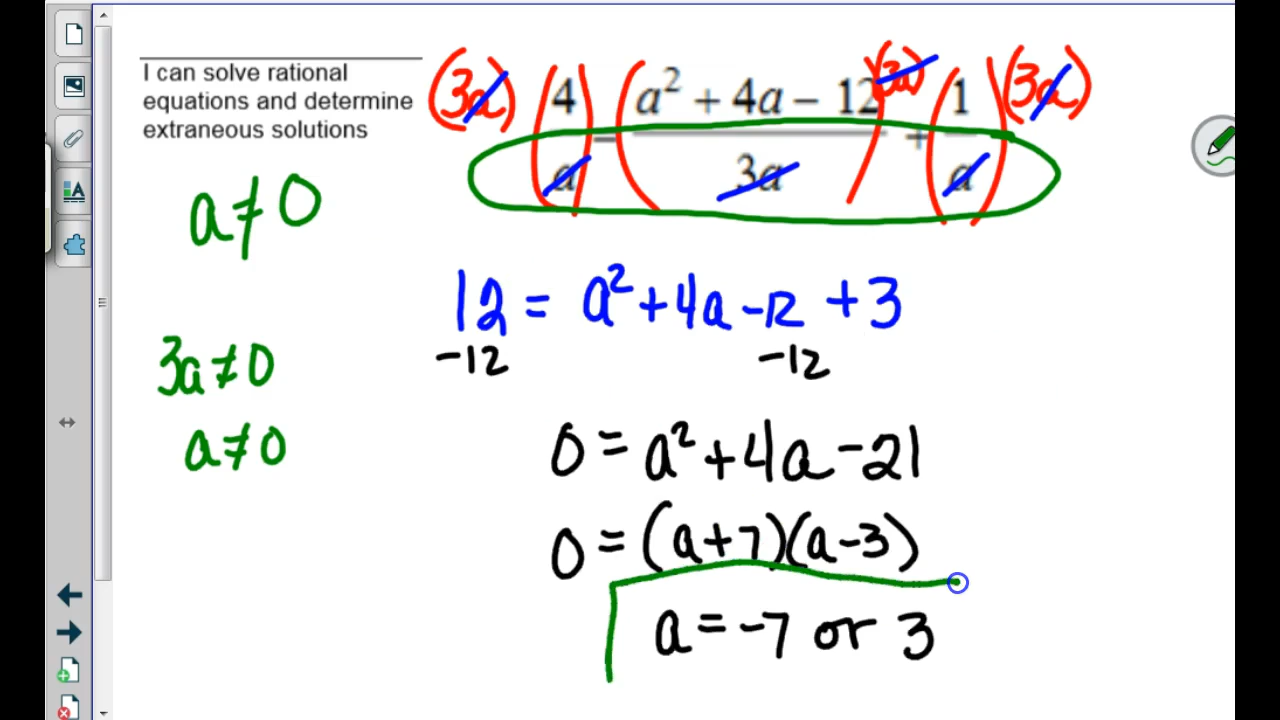 I can solve rational
equations and determine
extraneous solutions
(3a) (4/a) = ((a² + 4a − 12)/3a) (3a) + (1/a) (3a)
a ≠ 0
12 = a² + 4a − 12 + 3
−12 −12
3a ≠ 0
a ≠ 0
0 = a² + 4a − 21
0 = (a + 7)(a − 3)
a = −7 or 3